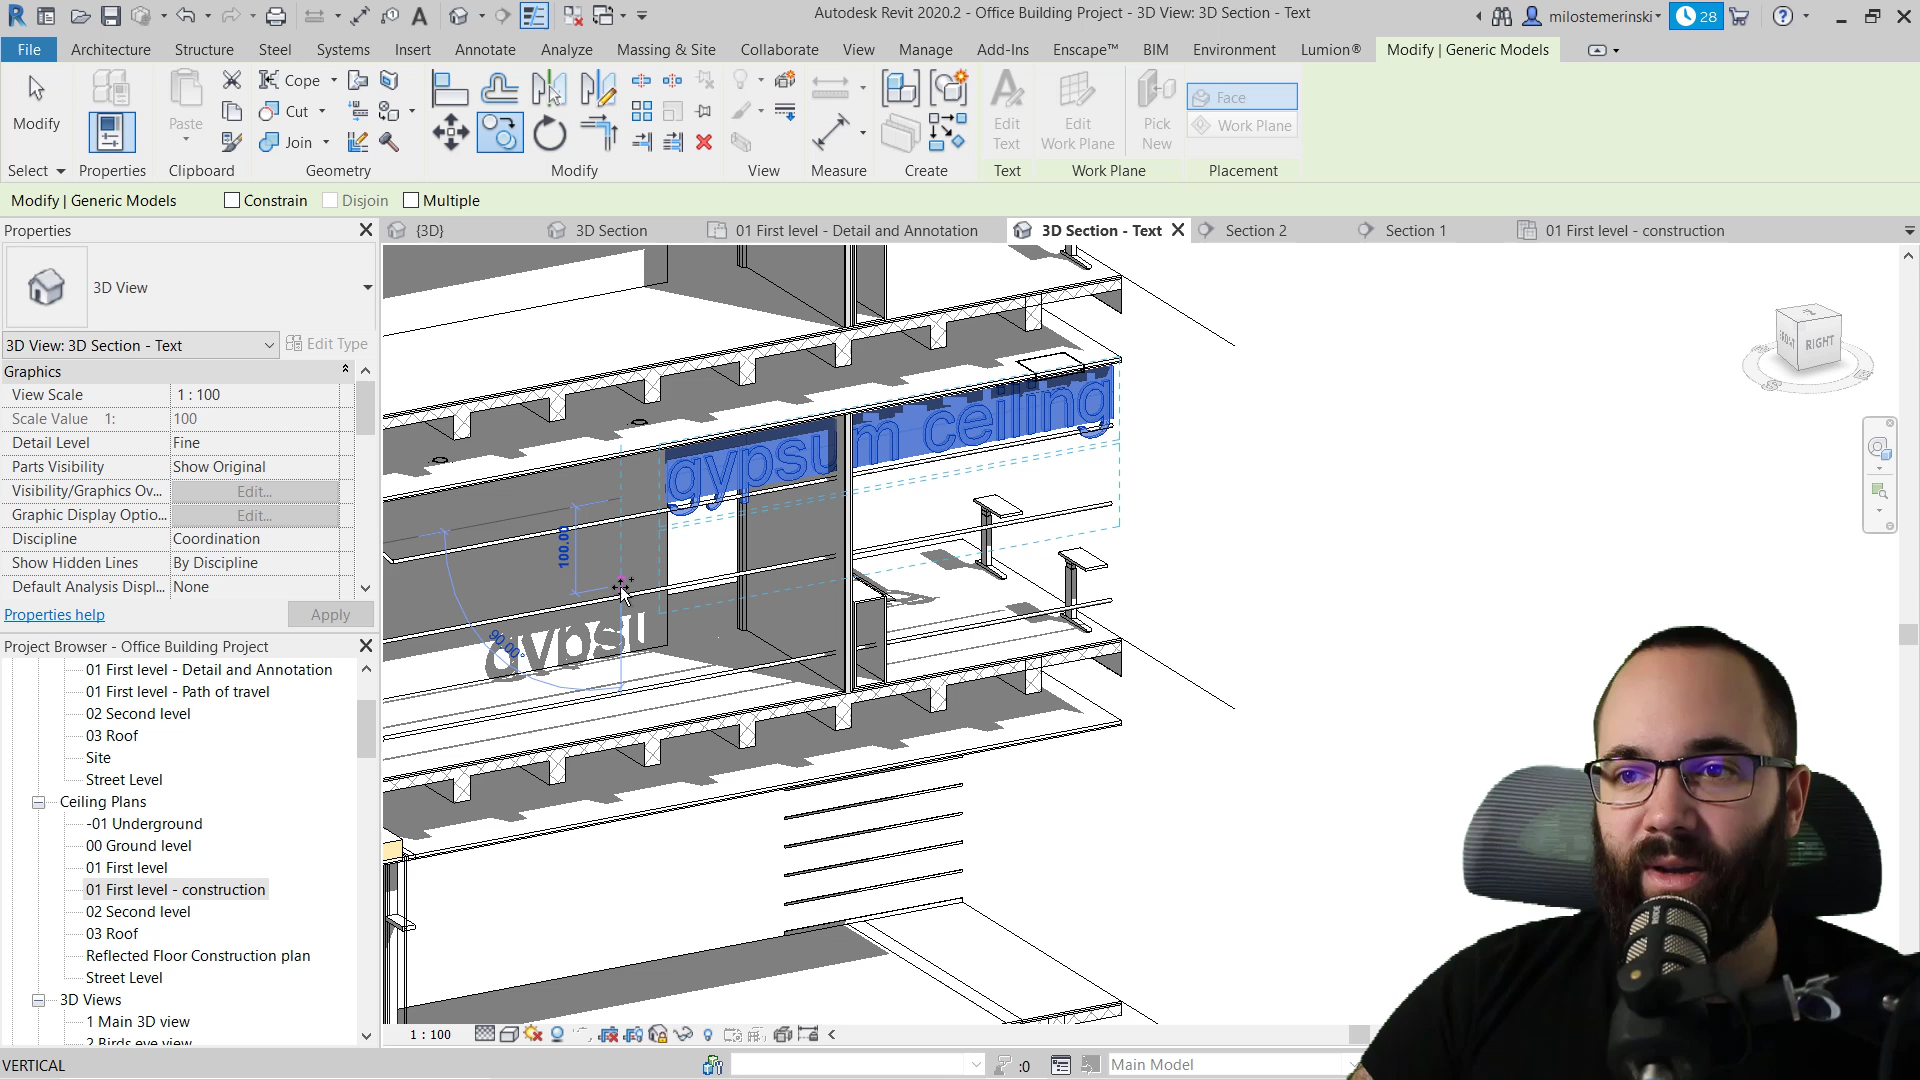 Autodesk Revit 2020.2 - Office Building Project - 3D View: 3D Section - Text
milostemerinski
28
File Architecture Structure Steel Systems Insert Annotate Analyze Massing & Site Collaborate View Manage Add-Ins Enscape™ BIM Environment Lumion® Modify | Generic Models
Modify
Paste
Cope
Cut
Join
Edit Text
Edit Work Plane
Pick New
Face
Work Plane
Select Properties Clipboard Geometry Modify View Measure Create Text Work Plane Placement
Modify | Generic Models Constrain Disjoin Multiple
Properties
{3D} 3D Section 01 First level - Detail and Annotation 3D Section - Text Section 2 Section 1 01 First level - construction
3D View
3D View: 3D Section - Text Edit Type
Graphics
View Scale 1 : 100
Scale Value 1: 100
Detail Level Fine
Parts Visibility Show Original
Visibility/Graphics Ov... Edit...
Graphic Display Optio... Edit...
Discipline Coordination
Show Hidden Lines By Discipline
Default Analysis Displ... None
Properties help Apply
Project Browser - Office Building Project
01 First level - Detail and Annotation
01 First level - Path of travel
02 Second level
03 Roof
Site
Street Level
Ceiling Plans
-01 Underground
00 Ground level
01 First level
01 First level - construction
02 Second level
03 Roof
Reflected Floor Construction plan
Street Level
3D Views
1 Main 3D view
2 Birds eye view
gypsum ceiling
100.00
90.00°
gypsu
FRONT
RIGHT
1 : 100
VERTICAL
:0
Main Model
RODE